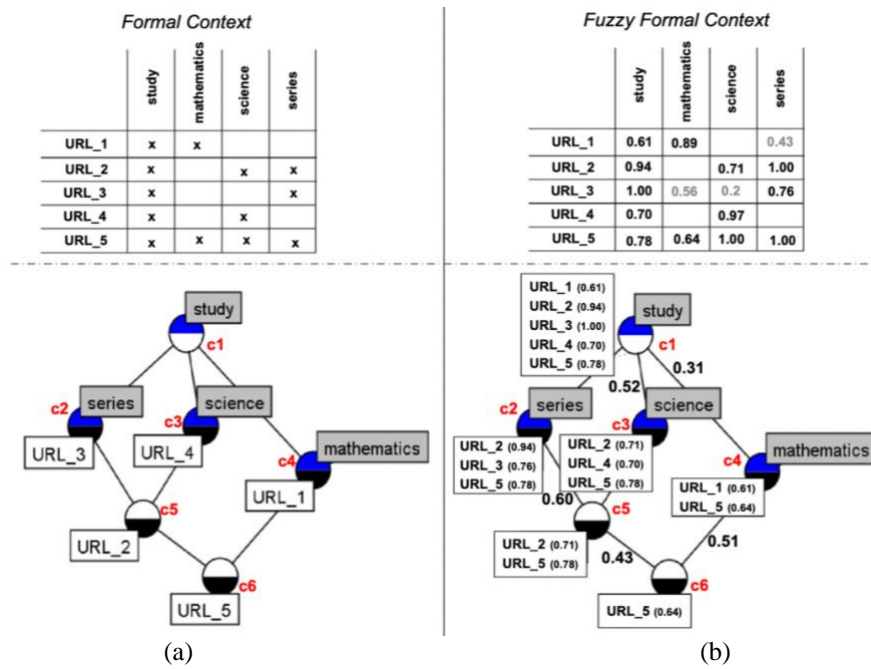 Formal Context
study mathematics science series
URL_1 x x
URL_2 x x x
URL_3 x x
URL_4 x x
URL_5 x x x x
study
c1
c2 series
c3 science
URL_3
URL_4
c4 mathematics
URL_1
c5
URL_2
c6
URL_5
(a)
Fuzzy Formal Context
study mathematics science series
URL_1 0.61 0.89 0.43
URL_2 0.94 0.71 1.00
URL_3 1.00 0.56 0.2 0.76
URL_4 0.70 0.97
URL_5 0.78 0.64 1.00 1.00
URL_1 (0.61)
URL_2 (0.94)
URL_3 (1.00)
URL_4 (0.70)
URL_5 (0.78)
study
c1
0.31
0.52
c2 series
c3 science
c4 mathematics
URL_2 (0.94)
URL_3 (0.76)
URL_5 (0.78)
URL_2 (0.71)
URL_4 (0.70)
URL_5 (0.78)
URL_1 (0.61)
URL_5 (0.64)
0.60
c5
URL_2 (0.71)
URL_5 (0.78)
0.43
0.51
c6
URL_5 (0.64)
(b)